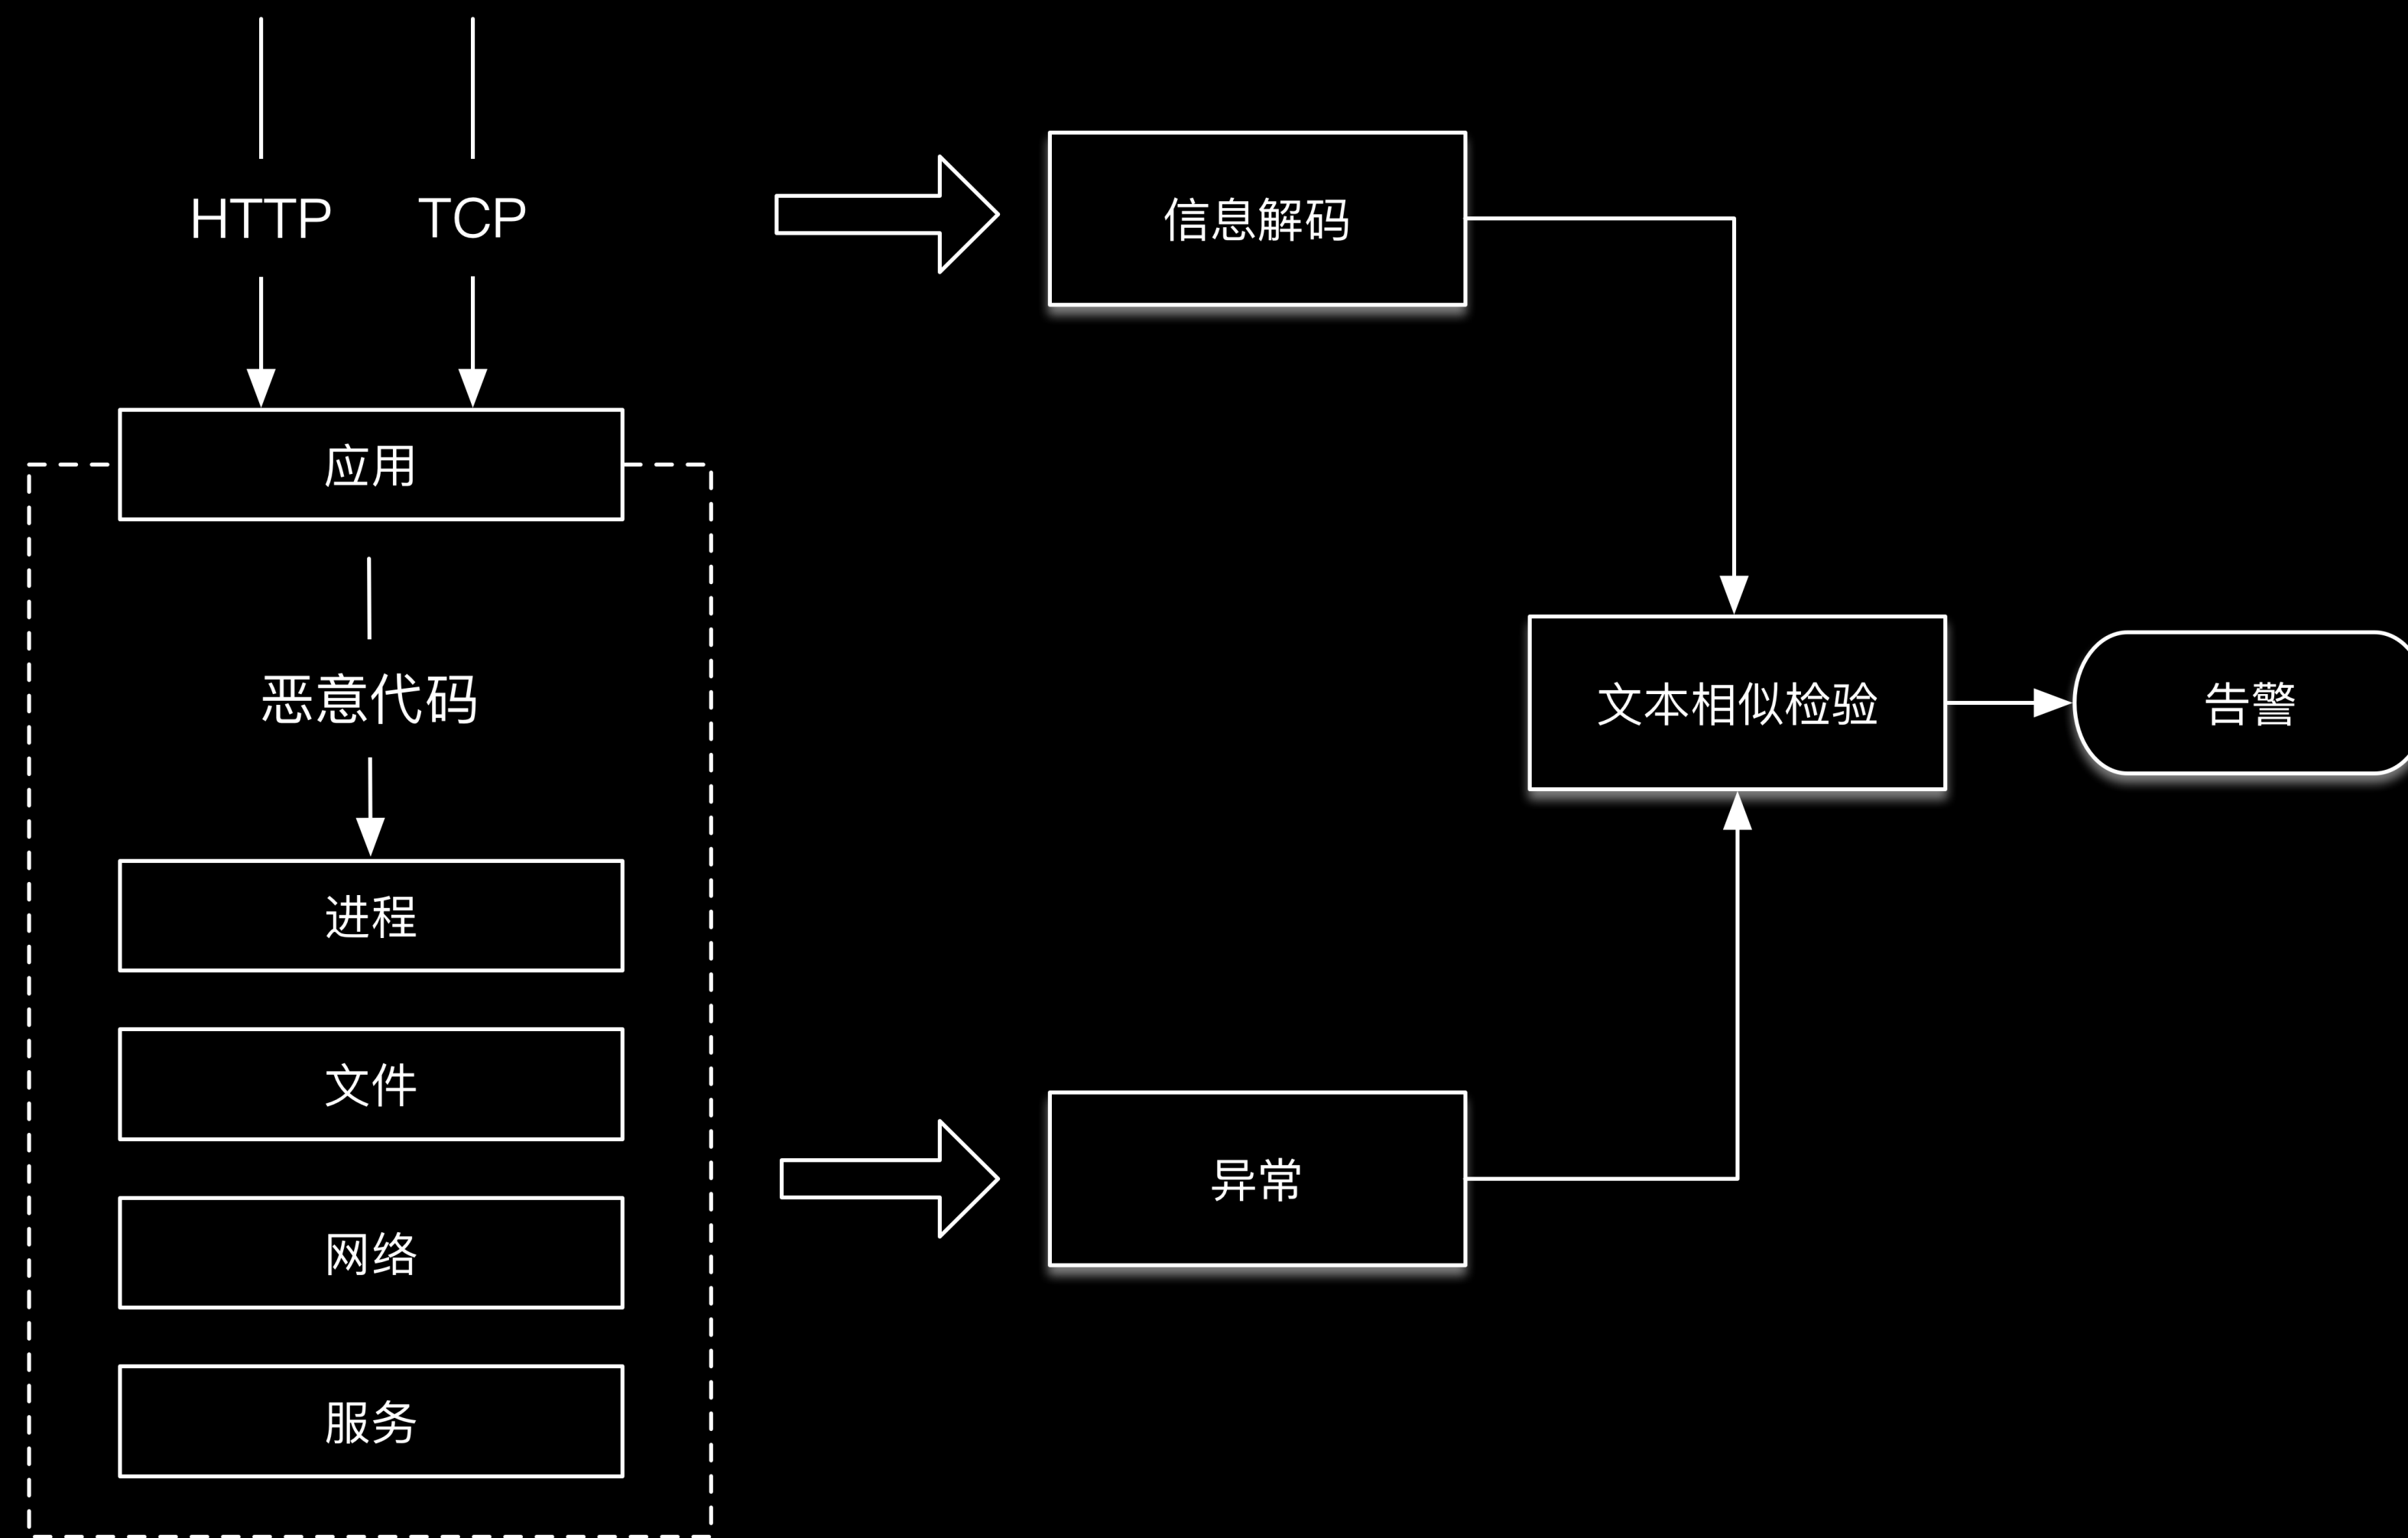 HTTP
TCP
信息解码
应用
恶意代码
文本相似检验
告警
进程
文件
异常
网络
服务